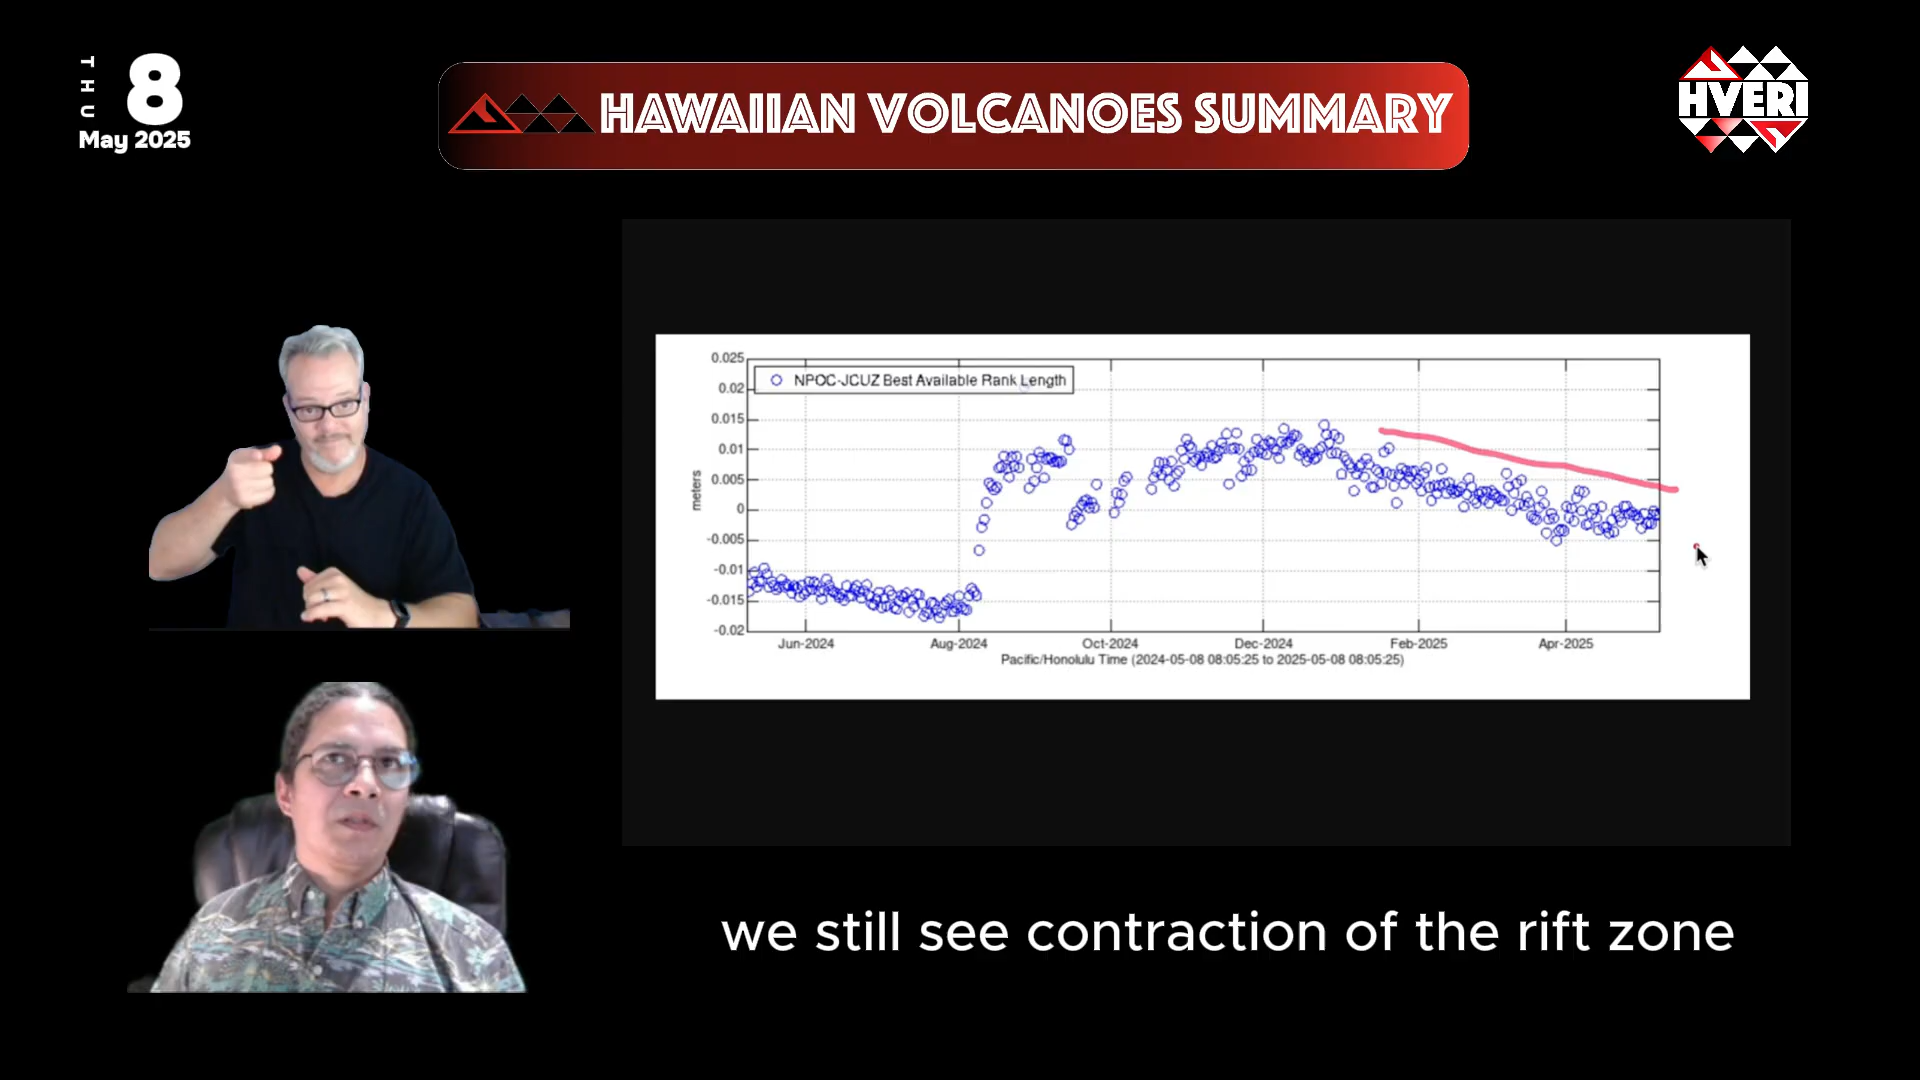 THU
8
May 2025
HAWAIIAN VOLCANOES SUMMARY
HVERI
0.025
0.02
0.015
0.01
0.005
0
-0.005
-0.01
-0.015
-0.02
meters
NPOC-JCUZ Best Available Rank Length
Jun-2024 Aug-2024 Oct-2024 Dec-2024 Feb-2025 Apr-2025
Pacific/Honolulu Time (2024-05-08 08:05:25 to 2025-05-08 08:05:25)
we still see contraction of the rift zone